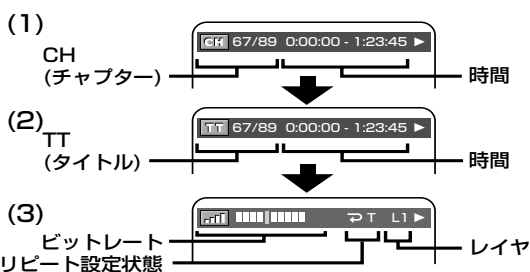 (1)
CH 67/89 0:00:00 - 1:23:45 ►
CH
(チャプター)
時間
(2)
TT 67/89 0:00:00 - 1:23:45 ►
TT
(タイトル)
時間
(3)
T L1 ►
ビットレート
レイヤ
リピート設定状態